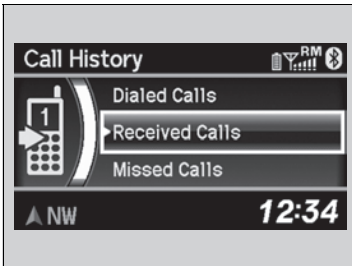 Call History
RM
Dialed Calls
1
Received Calls
Missed Calls
NW
12:34